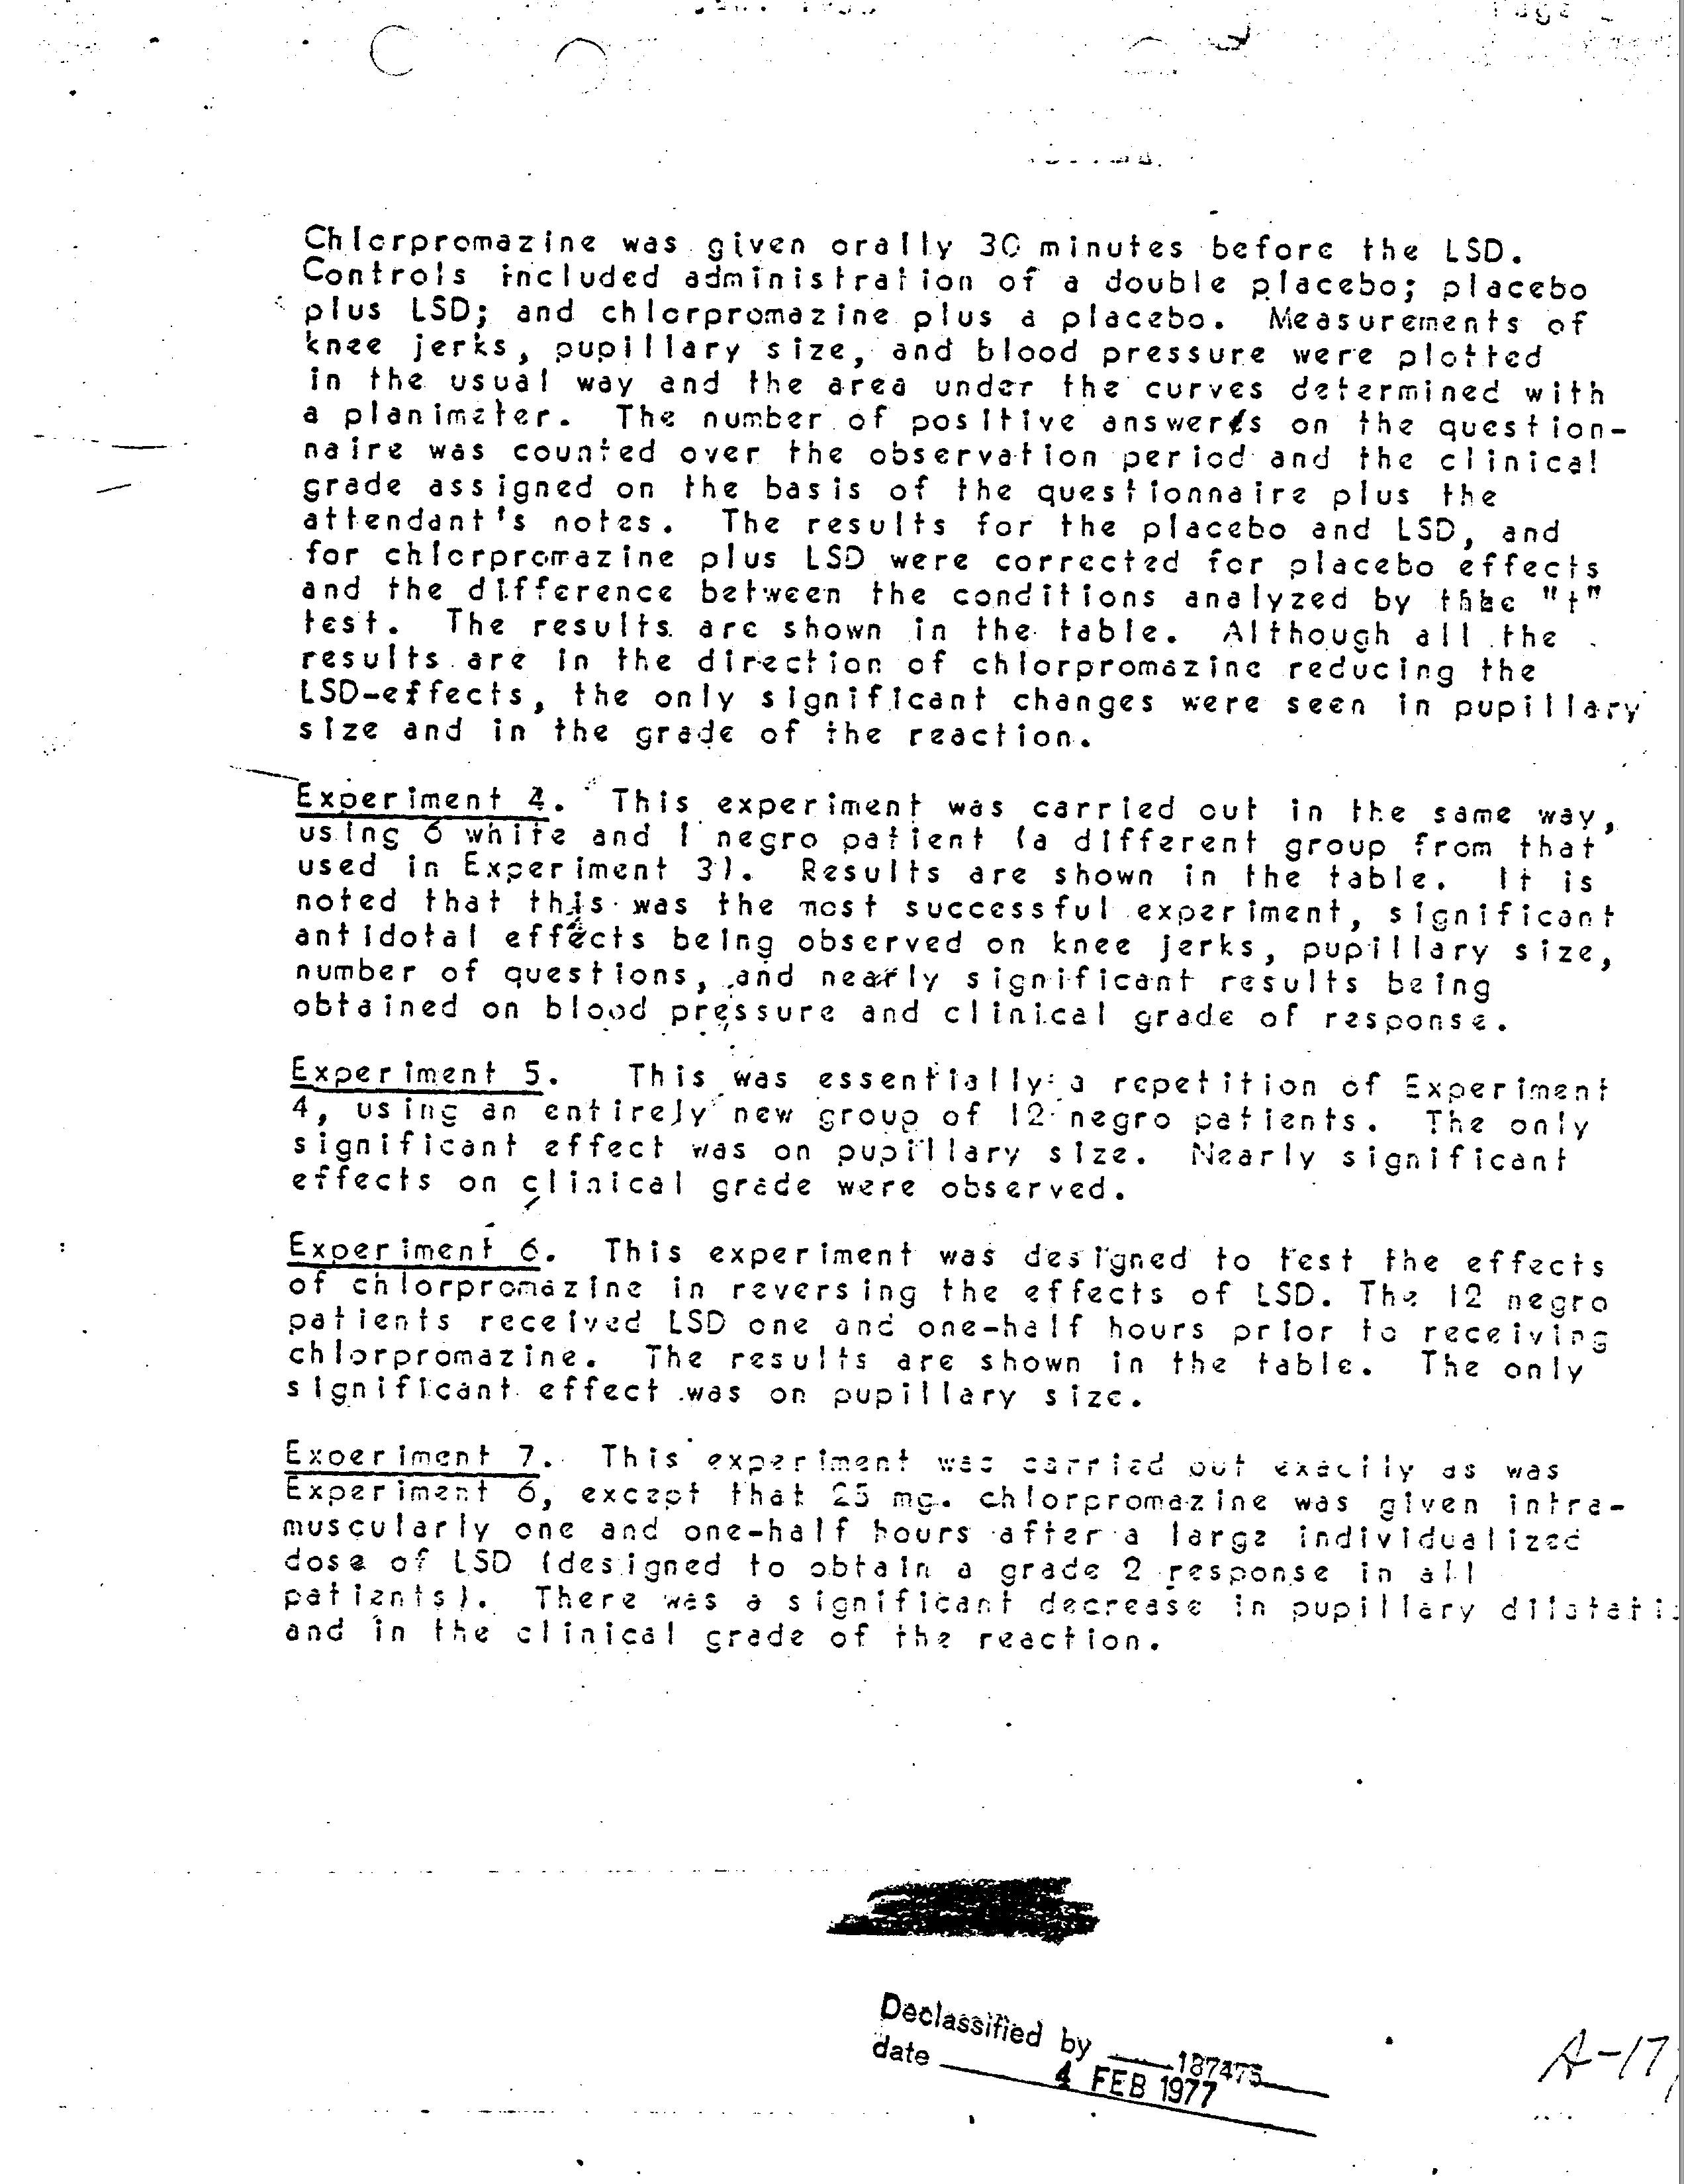 Chlorpromazine was given orally 30 minutes before the LSD.
Controls included administration of a double placebo; placebo
plus LSD; and chlorpromazine plus a placebo. Measurements of
knee jerks, pupillary size, and blood pressure were plotted
in the usual way and the area under the curves determined with
a planimeter. The number of positive answers on the question-
naire was counted over the observation period and the clinical
grade assigned on the basis of the questionnaire plus the
attendant's notes. The results for the placebo and LSD, and
for chlorpromazine plus LSD were corrected for placebo effects
and the difference between the conditions analyzed by the "t"
test. The results are shown in the table. Although all the
results are in the direction of chlorpromazine reducing the
LSD-effects, the only significant changes were seen in pupillary
size and in the grade of the reaction.
Experiment 4. This experiment was carried out in the same way,
using 6 white and 1 negro patient (a different group from that
used in Experiment 3). Results are shown in the table. It is
noted that this was the most successful experiment, significant
antidotal effects being observed on knee jerks, pupillary size,
number of questions, and nearly significant results being
obtained on blood pressure and clinical grade of response.
Experiment 5. This was essentially a repetition of Experiment
4, using an entirely new group of 12 negro patients. The only
significant effect was on pupillary size. Nearly significant
effects on clinical grade were observed.
Experiment 6. This experiment was designed to test the effects
of chlorpromazine in reversing the effects of LSD. The 12 negro
patients received LSD one and one-half hours prior to receiving
chlorpromazine. The results are shown in the table. The only
significant effect was on pupillary size.
Experiment 7. This experiment was carried out exactly as was
Experiment 6, except that 25 mg. chlorpromazine was given intra-
muscularly one and one-half hours after a large individualized
dose of LSD (designed to obtain a grade 2 response in all
patients). There was a significant decrease in pupillary dilatati
and in the clinical grade of the reaction.
Declassified by 187475
date 4 FEB 1977
A-17